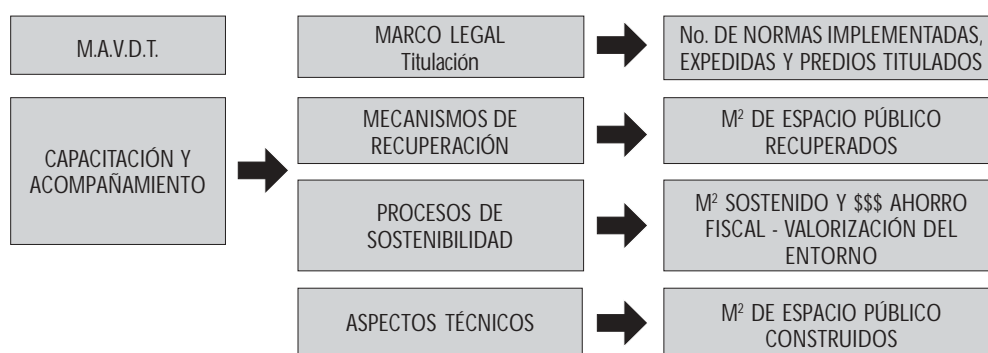 M.A.V.D.T.
MARCO LEGAL
Titulación
No. DE NORMAS IMPLEMENTADAS,
EXPEDIDAS Y PREDIOS TITULADOS
CAPACITACIÓN Y
ACOMPAÑAMIENTO
MECANISMOS DE
RECUPERACIÓN
M² DE ESPACIO PÚBLICO
RECUPERADOS
PROCESOS DE
SOSTENIBILIDAD
M² SOSTENIDO Y $$$ AHORRO
FISCAL - VALORIZACIÓN DEL
ENTORNO
ASPECTOS TÉCNICOS
M² DE ESPACIO PÚBLICO
CONSTRUIDOS